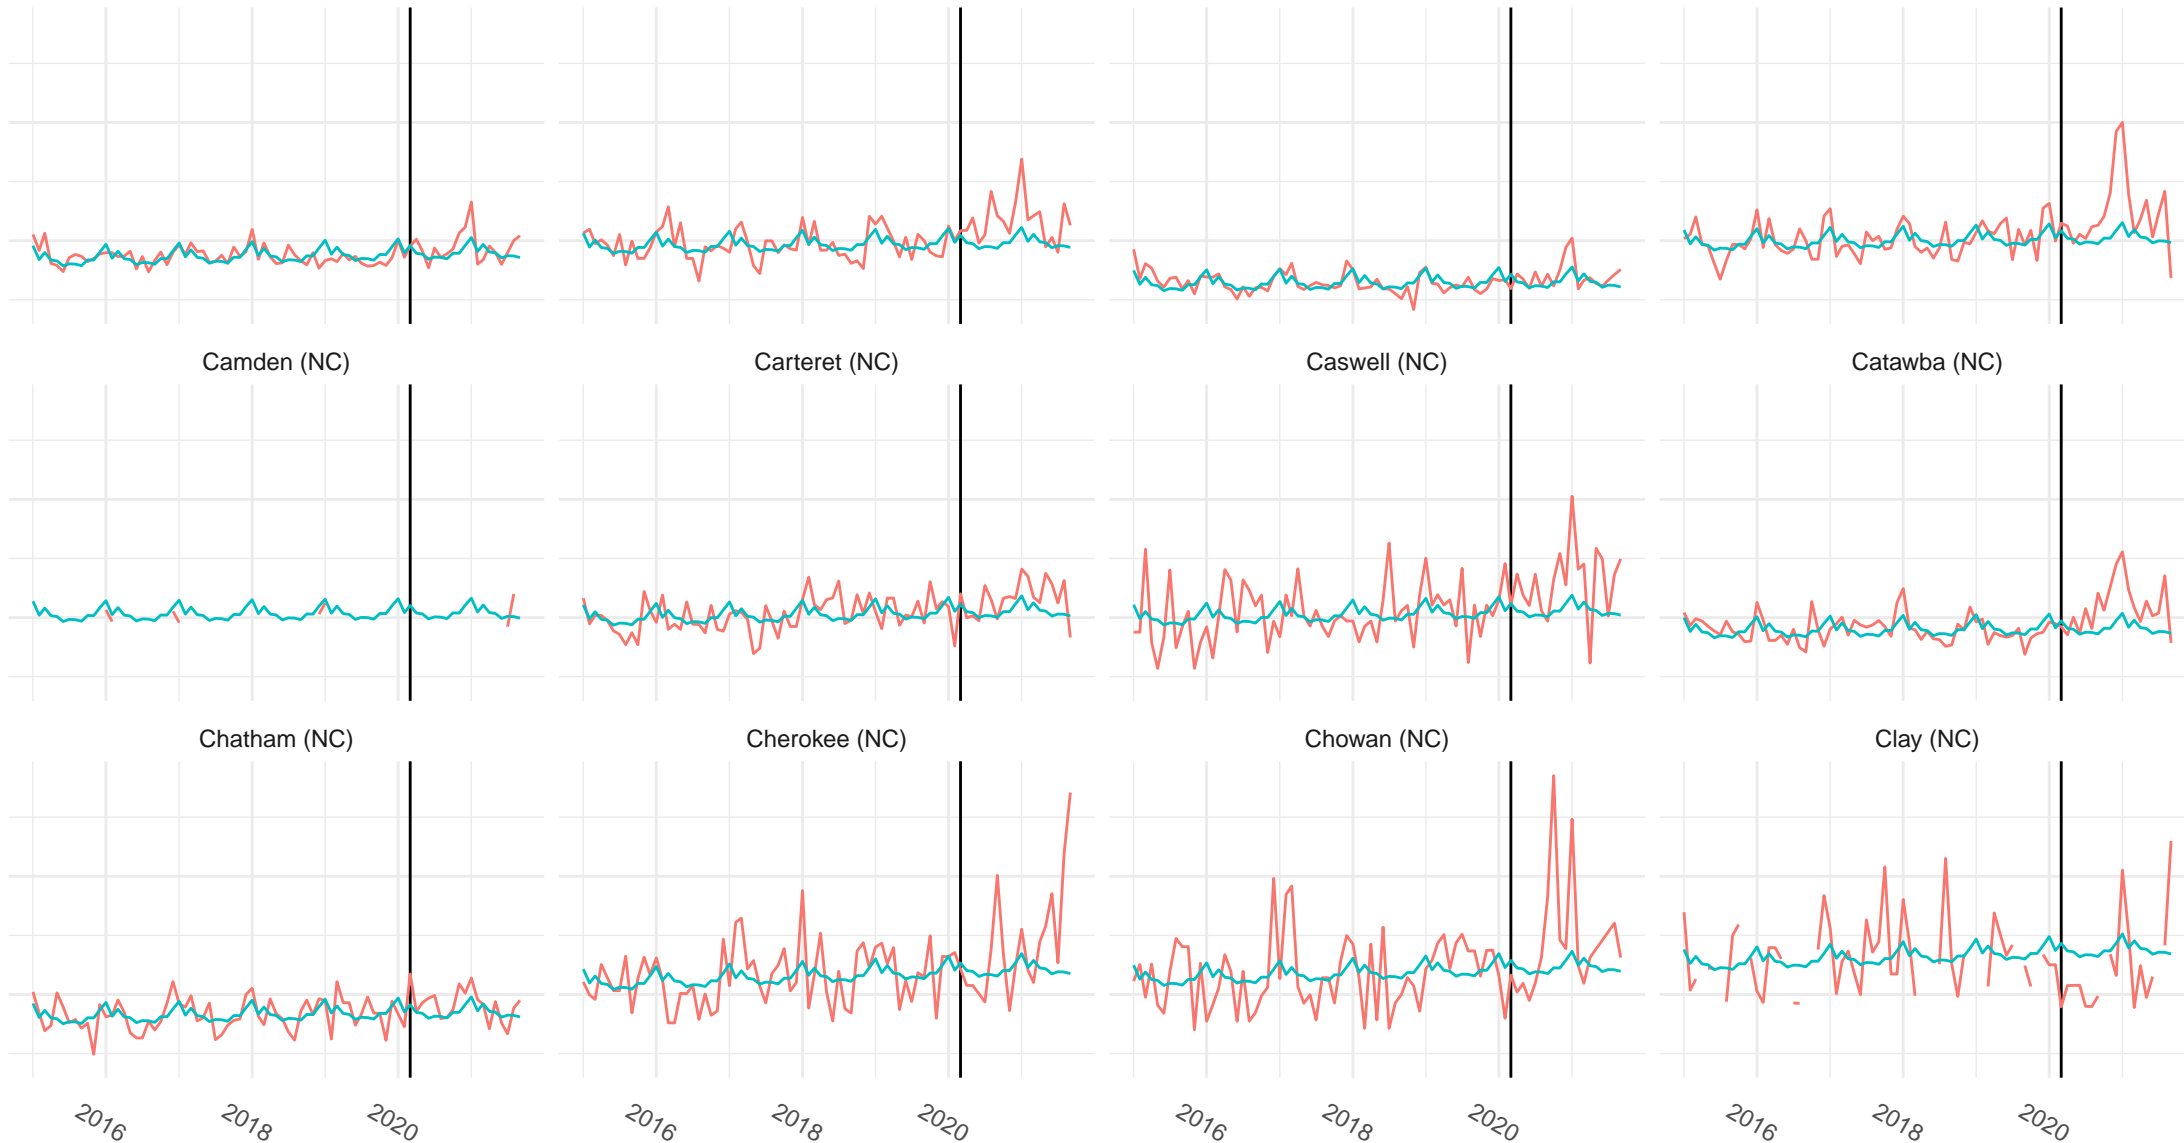 Camden (NC) Carteret (NC) Caswell (NC) Catawba (NC)
Chatham (NC) Cherokee (NC) Chowan (NC) Clay (NC)
2016 2018 2020 2016 2018 2020 2016 2018 2020 2016 2018 2020